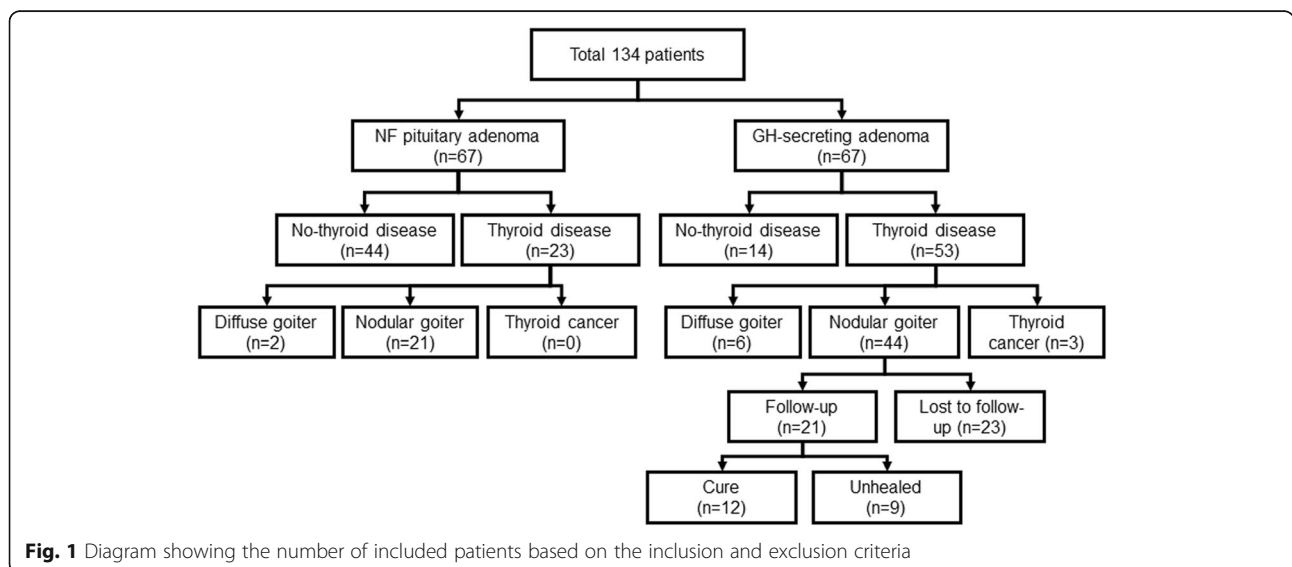 Total 134 patients
NF pituitary adenoma
(n=67)
GH-secreting adenoma
(n=67)
No-thyroid disease
(n=44)
Thyroid disease
(n=23)
No-thyroid disease
(n=14)
Thyroid disease
(n=53)
Diffuse goiter
(n=2)
Nodular goiter
(n=21)
Thyroid cancer
(n=0)
Diffuse goiter
(n=6)
Nodular goiter
(n=44)
Thyroid
cancer (n=3)
Follow-up
(n=21)
Lost to follow-
up (n=23)
Cure
(n=12)
Unhealed
(n=9)
Fig. 1 Diagram showing the number of included patients based on the inclusion and exclusion criteria